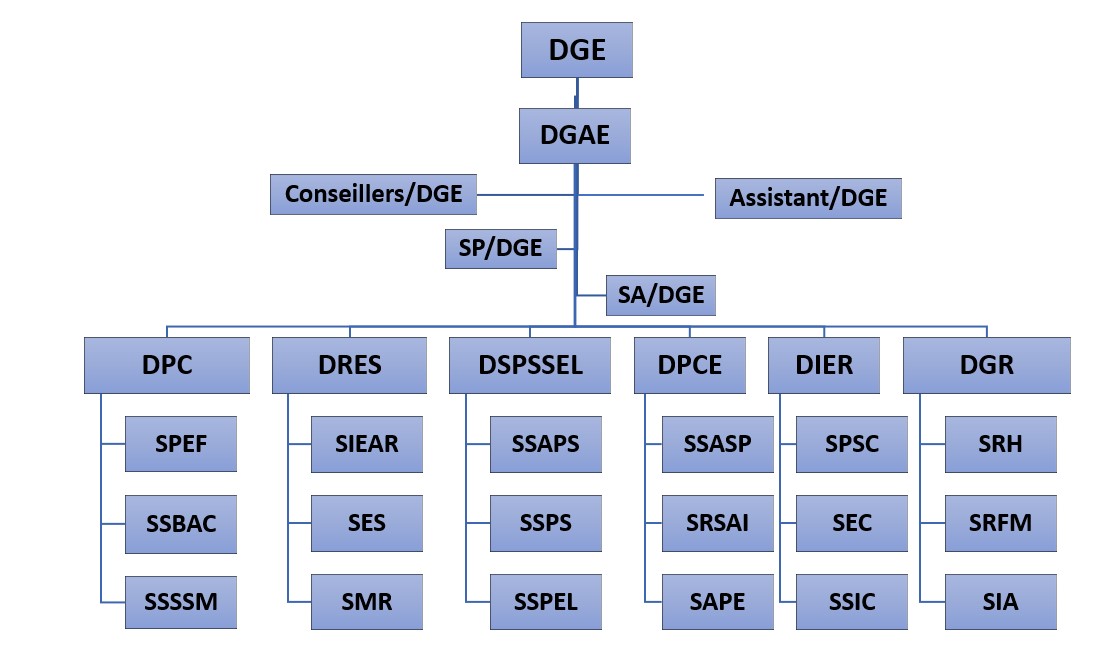 DGE
DGAE
Conseillers/DGE
Assistant/DGE
SP/DGE
SA/DGE
DPC
DRES
DSPSSEL
DPCE
DIER
DGR
SPEF
SIEAR
SSAPS
SSASP
SPSC
SRH
SSBAC
SES
SSPS
SRSAI
SEC
SRFM
SSSSM
SMR
SSPEL
SAPE
SSIC
SIA